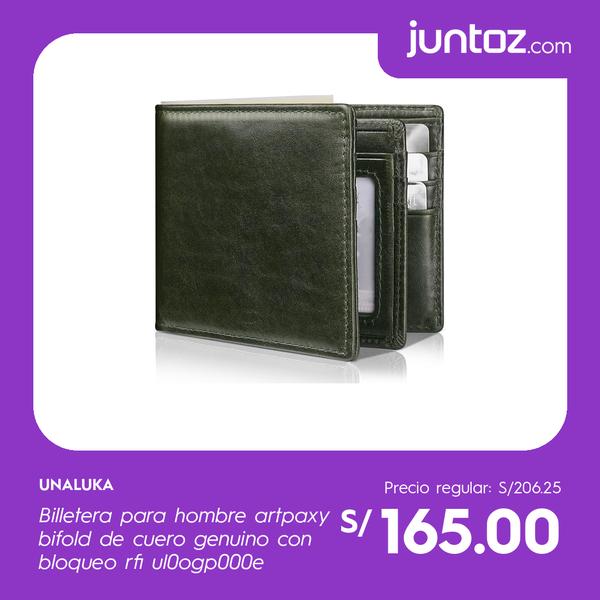 juntoz.com
UNALUKA
Billetera para hombre artpaxy
bifold de cuero genuino con
bloqueo rfi ul0ogp000e
Precio regular: S/206.25
S/165.00